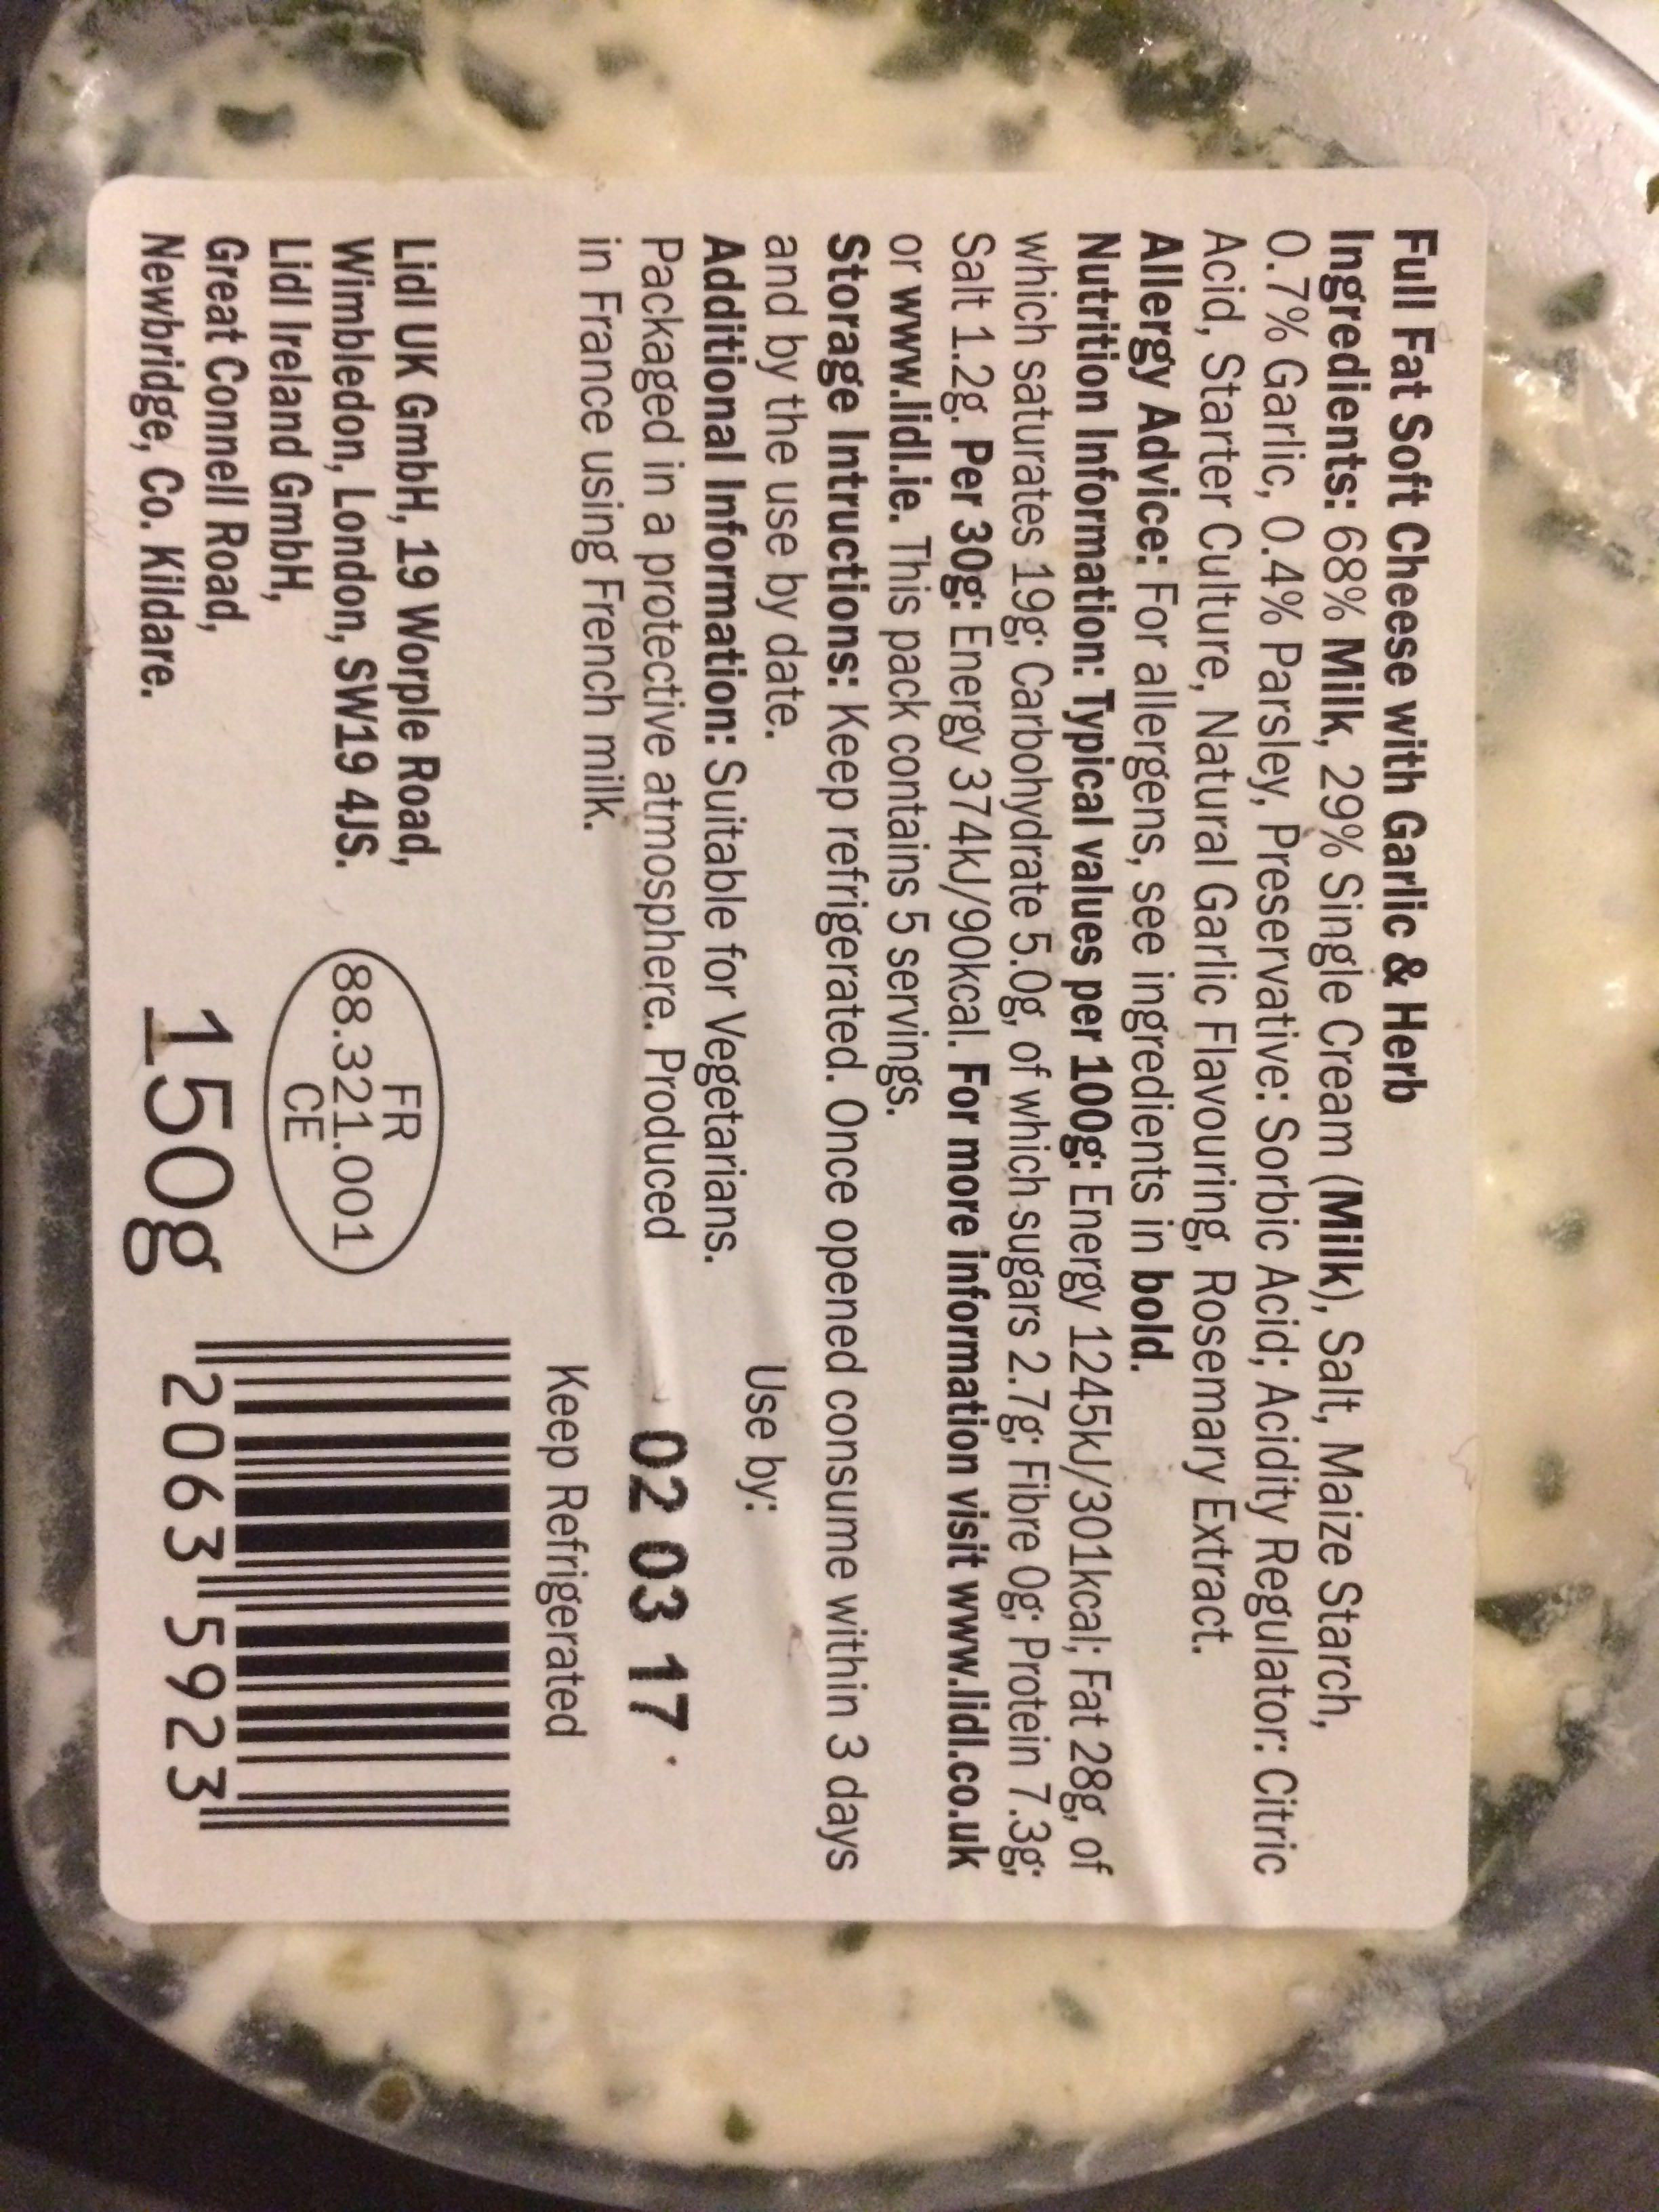 Full Fat Soft Cheese with Garlic & Herb
Ingredients: 68% Milk, 29% Single Cream (Milk), Salt, Maize Starch,
0.7% Garlic, 0.4% Parsley, Preservative: Sorbic Acid; Acidity Regulator: Citric
Acid, Starter Culture, Natural Garlic Flavouring, Rosemary Extract.
Allergy Advice: For allergens, see ingredients in bold.
Nutrition Information: Typical values per 100g: Energy 1245kJ/301kcal; Fat 28g, of
which saturates 19g; Carbohydrate 5.0g, of which sugars 2.7g; Fibre 0g; Protein 7.3g;
Salt 1.2g. Per 30g: Energy 374kJ/90kcal. For more information visit www.lidl.co.uk
or www.lidl.ie. This pack contains 5 servings.
Storage Intructions: Keep refrigerated. Once opened consume within 3 days
and by the use by date.
Additional Information: Suitable for Vegetarians.
Packaged in a protective atmosphere. Produced
in France using French milk.
Use by:
02 03 17
Keep Refrigerated
Lidl UK GmbH, 19 Worple Road,
Wimbledon, London, SW19 4JS.
Lidl Ireland GmbH,
Great Connell Road,
Newbridge, Co. Kildare.
FR
88.321.001
CE
150g
2063 5923